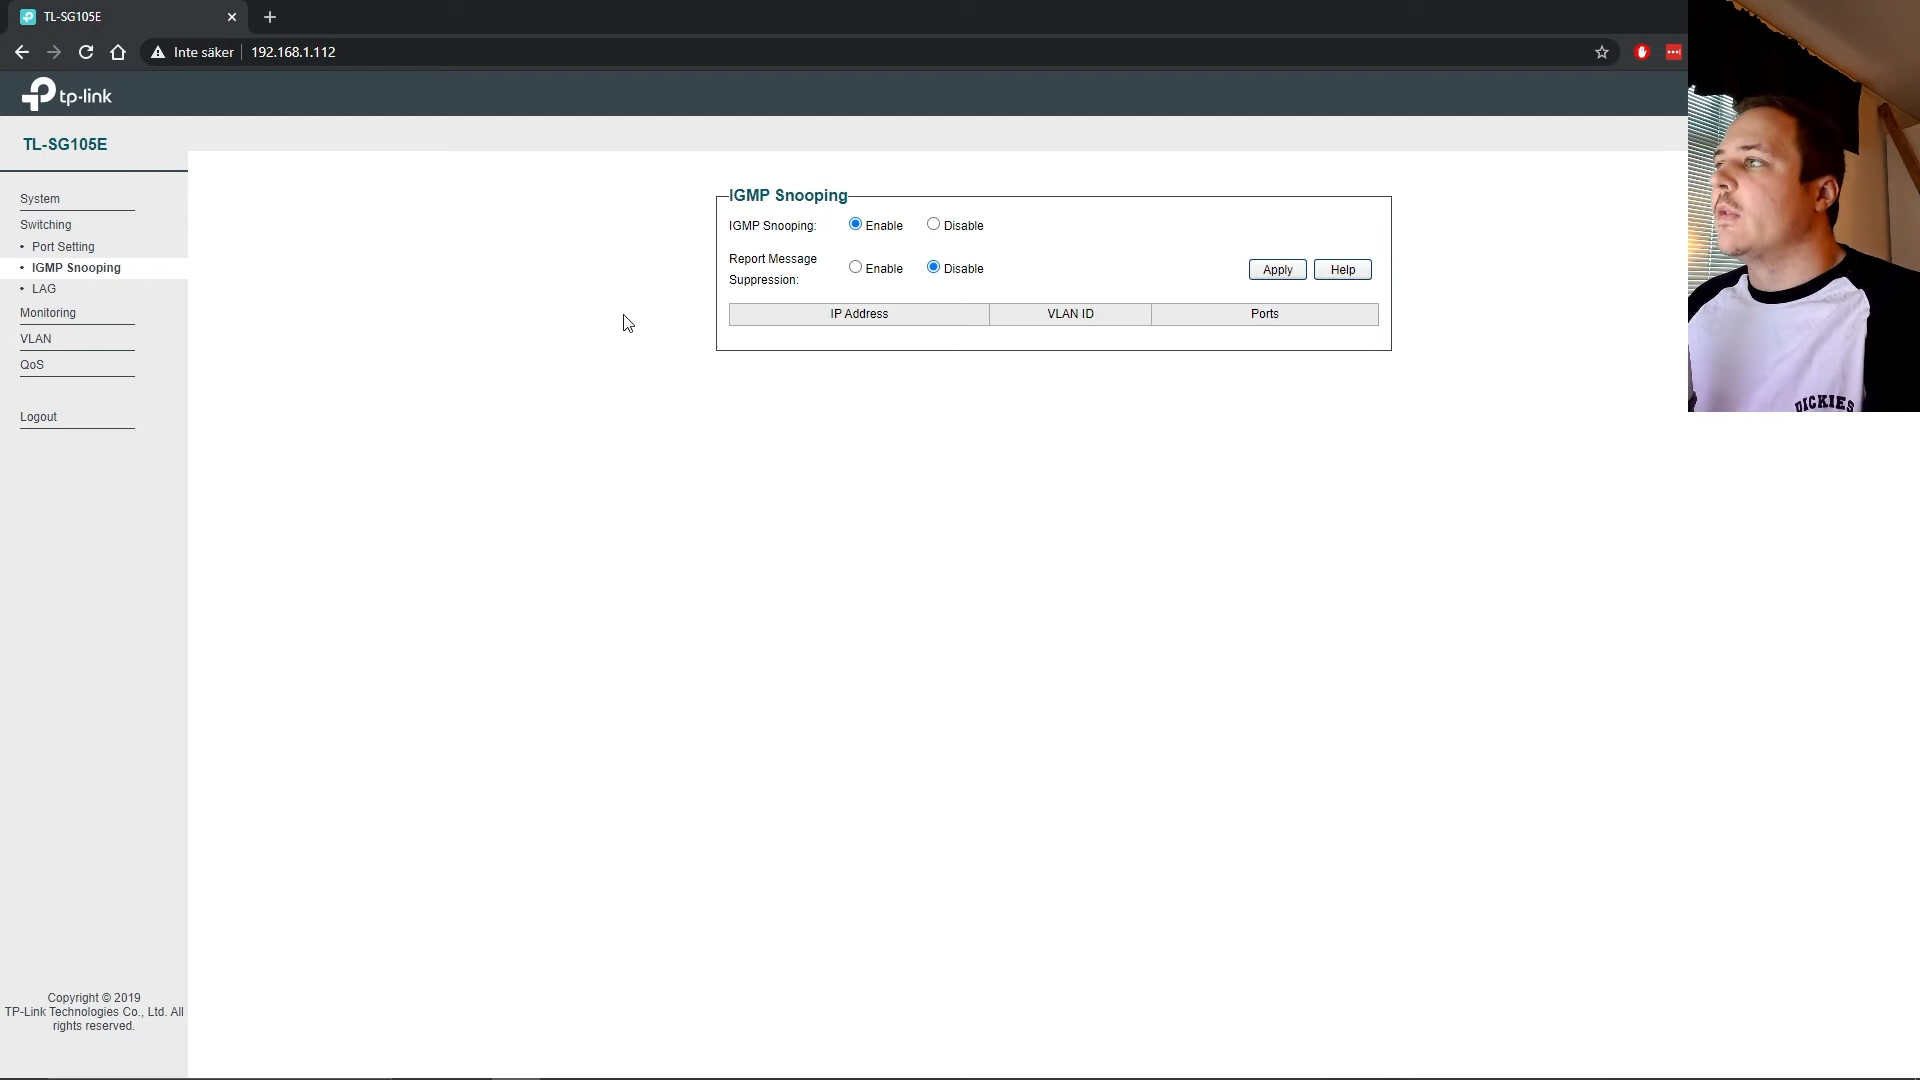 TL-SG105E
Inte säker
192.168.1.112
tp-link
TL-SG105E
System
Switching
• Port Setting
• IGMP Snooping
• LAG
Monitoring
VLAN
QoS
Logout
Copyright © 2019
TP-Link Technologies Co., Ltd. All
rights reserved.
IGMP Snooping
IGMP Snooping: Enable Disable
Report Message
Suppression: Enable Disable Apply Help
IP Address VLAN ID Ports
DICKIES